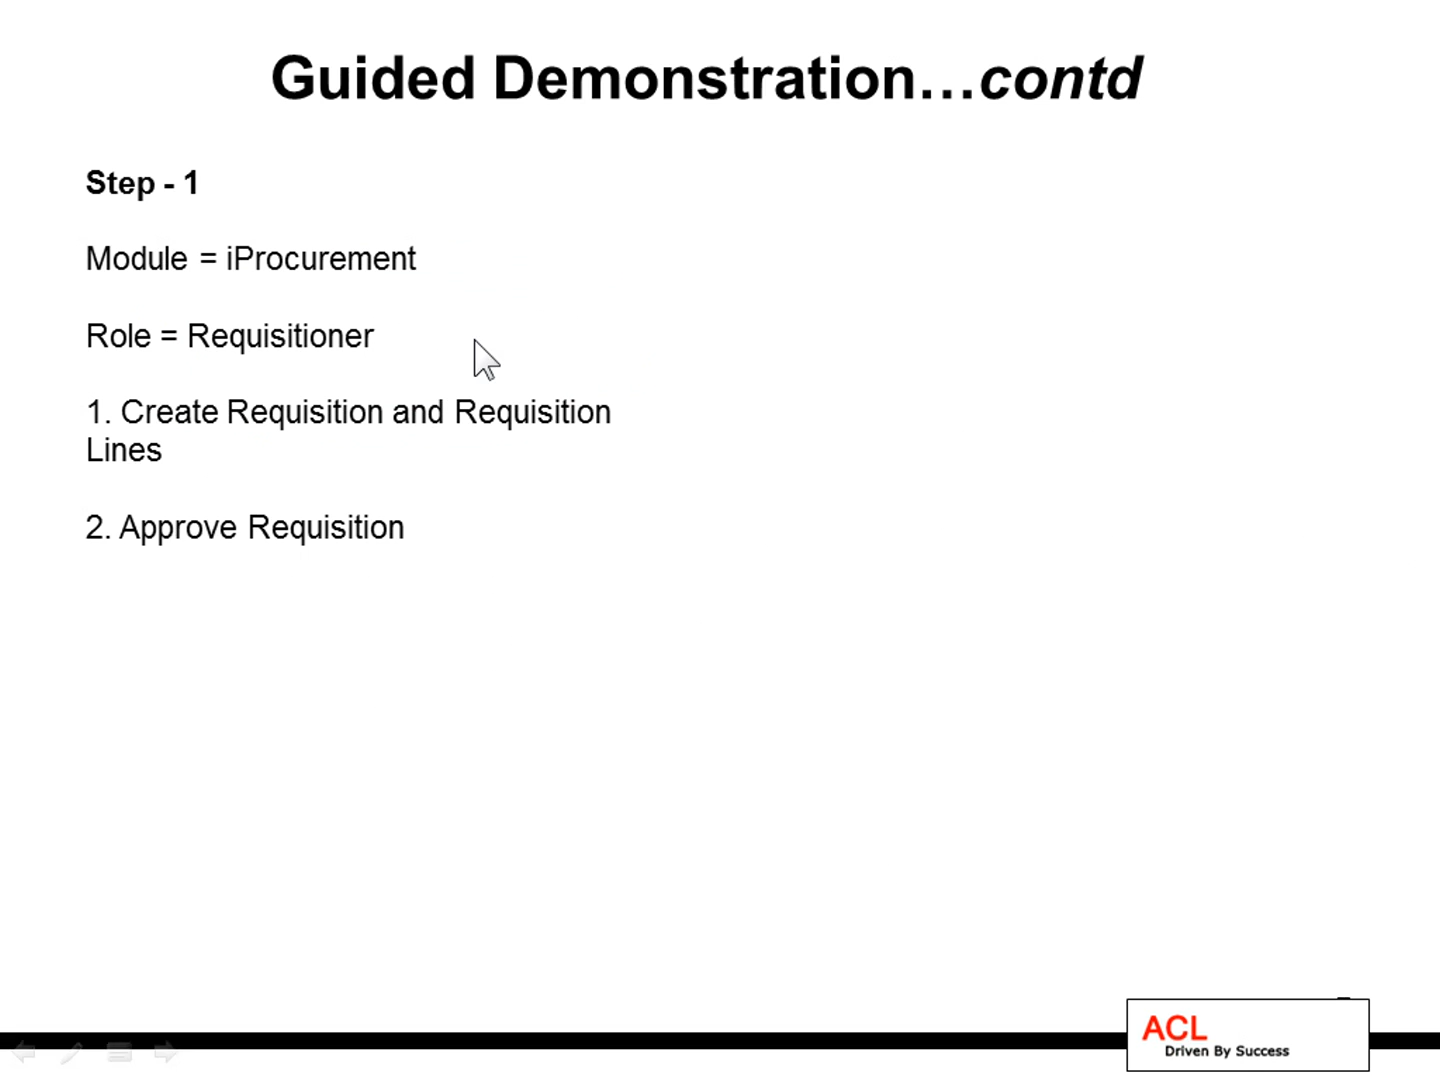 Guided Demonstration…contd
Step - 1
Module = iProcurement
Role = Requisitioner
1. Create Requisition and Requisition
Lines
2. Approve Requisition
ACL
Driven By Success